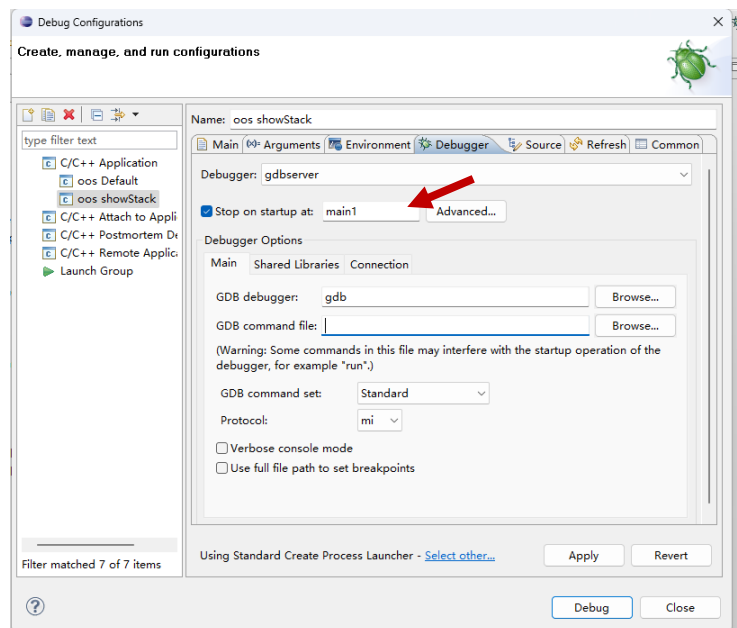 Debug Configurations
Create, manage, and run configurations
type filter text
C/C++ Application
oos Default
oos showStack
C/C++ Attach to Appli
C/C++ Postmortem De
C/C++ Remote Applic
Launch Group
Filter matched 7 of 7 items
Name: oos showStack
Main Arguments Environment Debugger Source Refresh Common
Debugger: gdbserver
Stop on startup at: main1 Advanced...
Debugger Options
Main Shared Libraries Connection
GDB debugger: gdb Browse...
GDB command file: Browse...
(Warning: Some commands in this file may interfere with the startup operation of the
debugger, for example "run".)
GDB command set: Standard
Protocol: mi
Verbose console mode
Use full file path to set breakpoints
Using Standard Create Process Launcher - Select other... Apply Revert
Debug Close